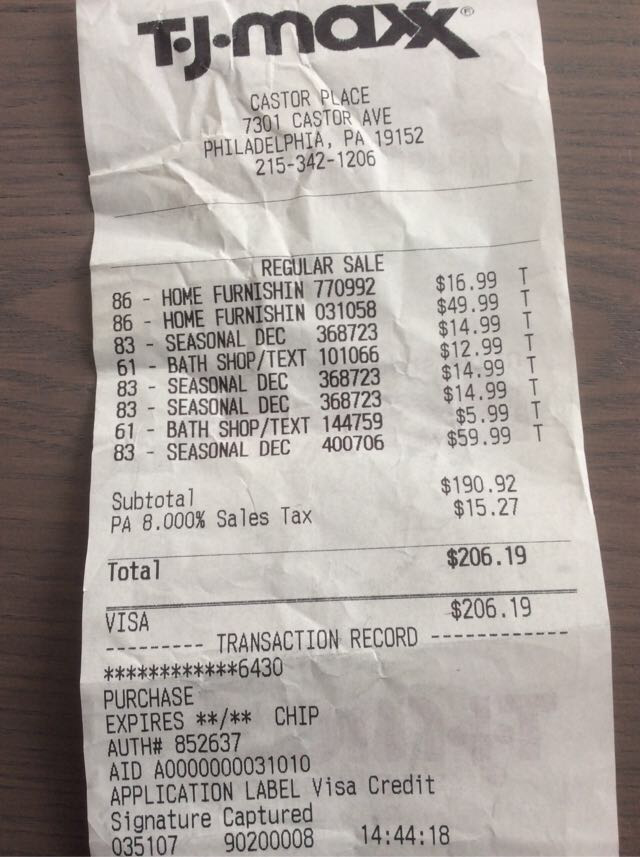 T·J·maxx®
CASTOR PLACE
7301 CASTOR AVE
PHILADELPHIA, PA 19152
215-342-1206
REGULAR SALE
86 - HOME FURNISHIN 770992 $16.99 T
86 - HOME FURNISHIN 031058 $49.99 T
83 - SEASONAL DEC 368723 $14.99 T
61 - BATH SHOP/TEXT 101066 $12.99 T
83 - SEASONAL DEC 368723 $14.99 T
83 - SEASONAL DEC 368723 $14.99 T
61 - BATH SHOP/TEXT 144759 $5.99 T
83 - SEASONAL DEC 400706 $59.99 T
Subtotal $190.92
PA 8.000% Sales Tax $15.27
Total $206.19
VISA $206.19
--------- TRANSACTION RECORD ------------
************6430
PURCHASE
EXPIRES **/** CHIP
AUTH# 852637
AID A0000000031010
APPLICATION LABEL Visa Credit
Signature Captured
035107 90200008 14:44:18